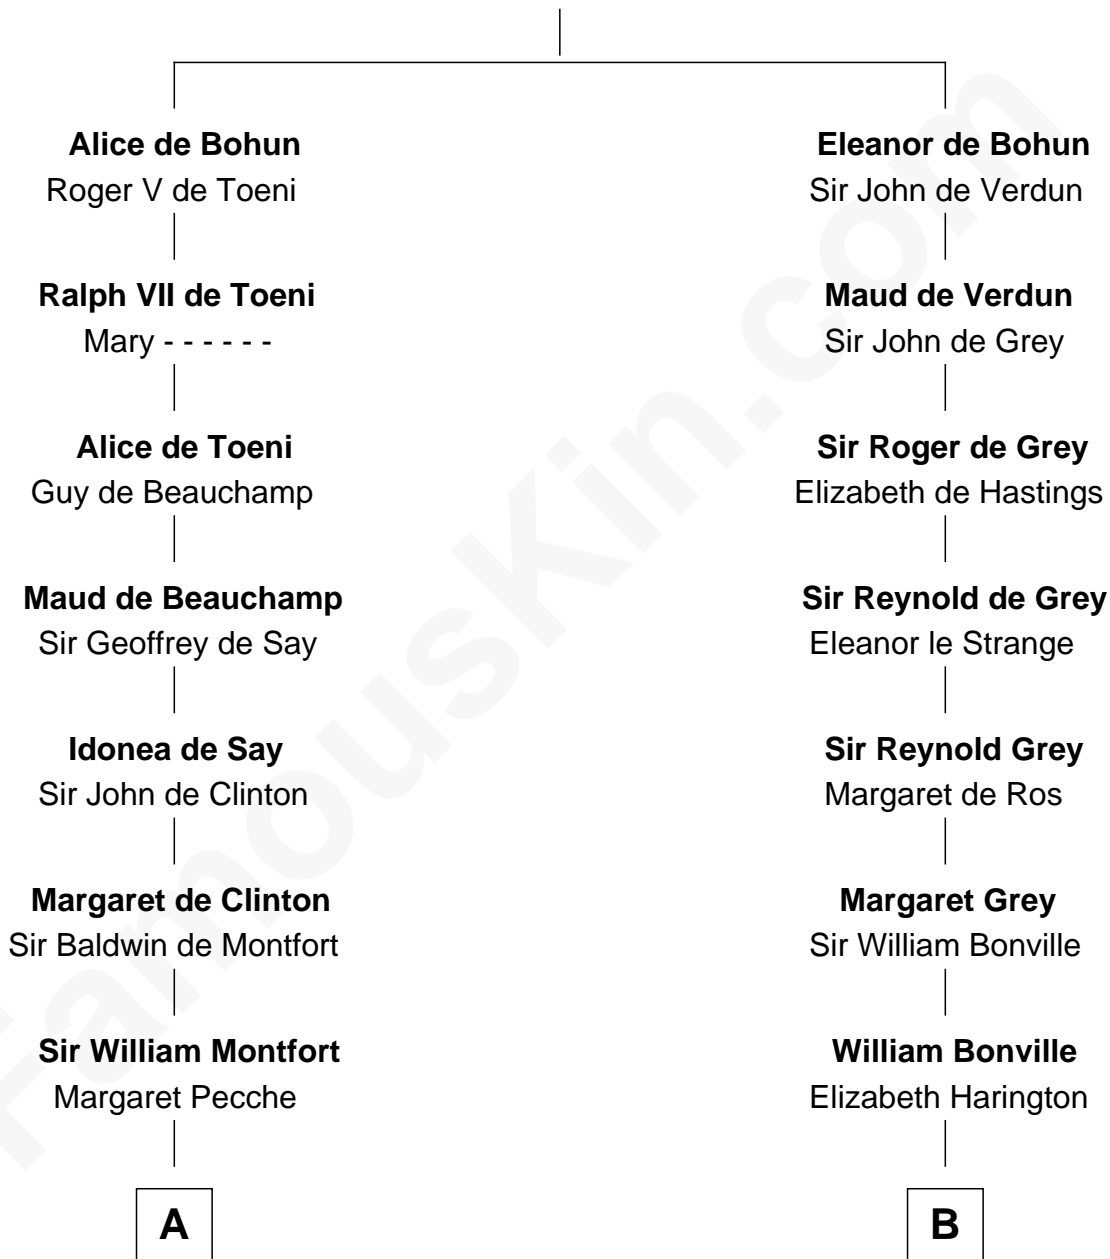 Alice de Bohun
Roger V de Toeni
Eleanor de Bohun
Sir John de Verdun
Ralph VII de Toeni
Mary - - - - - -
Maud de Verdun
Sir John de Grey
Alice de Toeni
Guy de Beauchamp
Sir Roger de Grey
Elizabeth de Hastings
Maud de Beauchamp
Sir Geoffrey de Say
Sir Reynold de Grey
Eleanor le Strange
Idonea de Say
Sir John de Clinton
Sir Reynold Grey
Margaret de Ros
Margaret de Clinton
Sir Baldwin de Montfort
Margaret Grey
Sir William Bonville
Sir William Montfort
Margaret Pecche
William Bonville
Elizabeth Harington
A
B
FamousKin.com